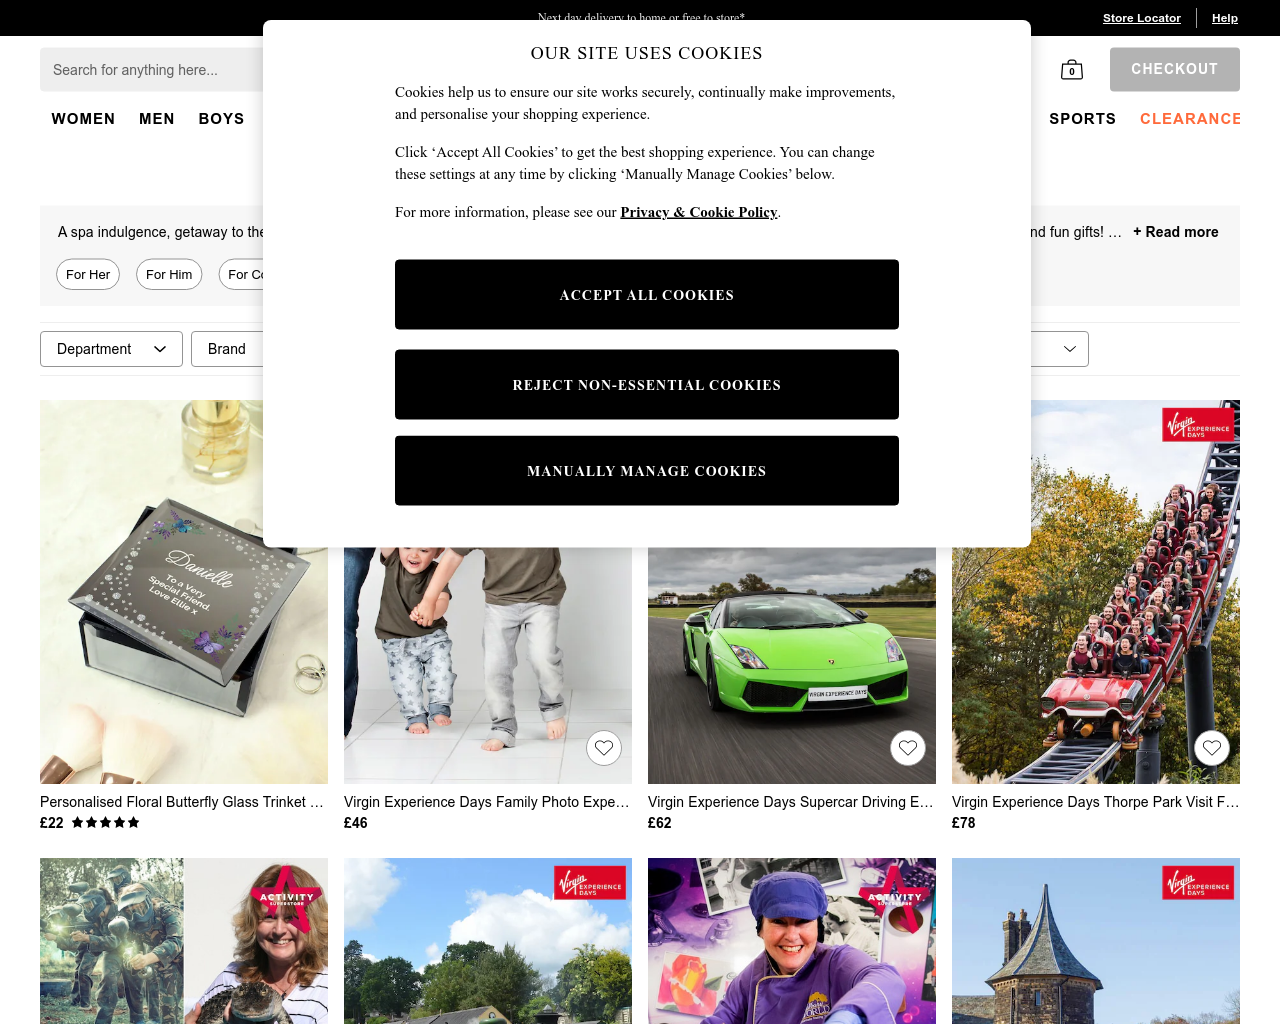 Next day delivery to home or free to store*
Store Locator
Help
Search for anything here...
0
CHECKOUT
WOMEN
MEN
BOYS
SPORTS
CLEARANCE
OUR SITE USES COOKIES
Cookies help us to ensure our site works securely, continually make improvements,
and personalise your shopping experience.
Click ‘Accept All Cookies’ to get the best shopping experience. You can change
these settings at any time by clicking ‘Manually Manage Cookies’ below.
For more information, please see our Privacy & Cookie Policy.
ACCEPT ALL COOKIES
REJECT NON-ESSENTIAL COOKIES
MANUALLY MANAGE COOKIES
A spa indulgence, getaway to the
nd fun gifts! …
+ Read more
For Her
For Him
For Co
Department
Brand
Danielle
To a Very
Special Friend.
Love Ellie x
VIRGIN EXPERIENCE DAYS
Virgin EXPERIENCE
DAYS
Personalised Floral Butterfly Glass Trinket …
£22
Virgin Experience Days Family Photo Expe…
£46
Virgin Experience Days Supercar Driving E…
£62
Virgin Experience Days Thorpe Park Visit F…
£78
ACTIVITY
SUPERSTORE
Virgin EXPERIENCE
DAYS
ACTIVITY
SUPERSTORE
Virgin EXPERIENCE
DAYS